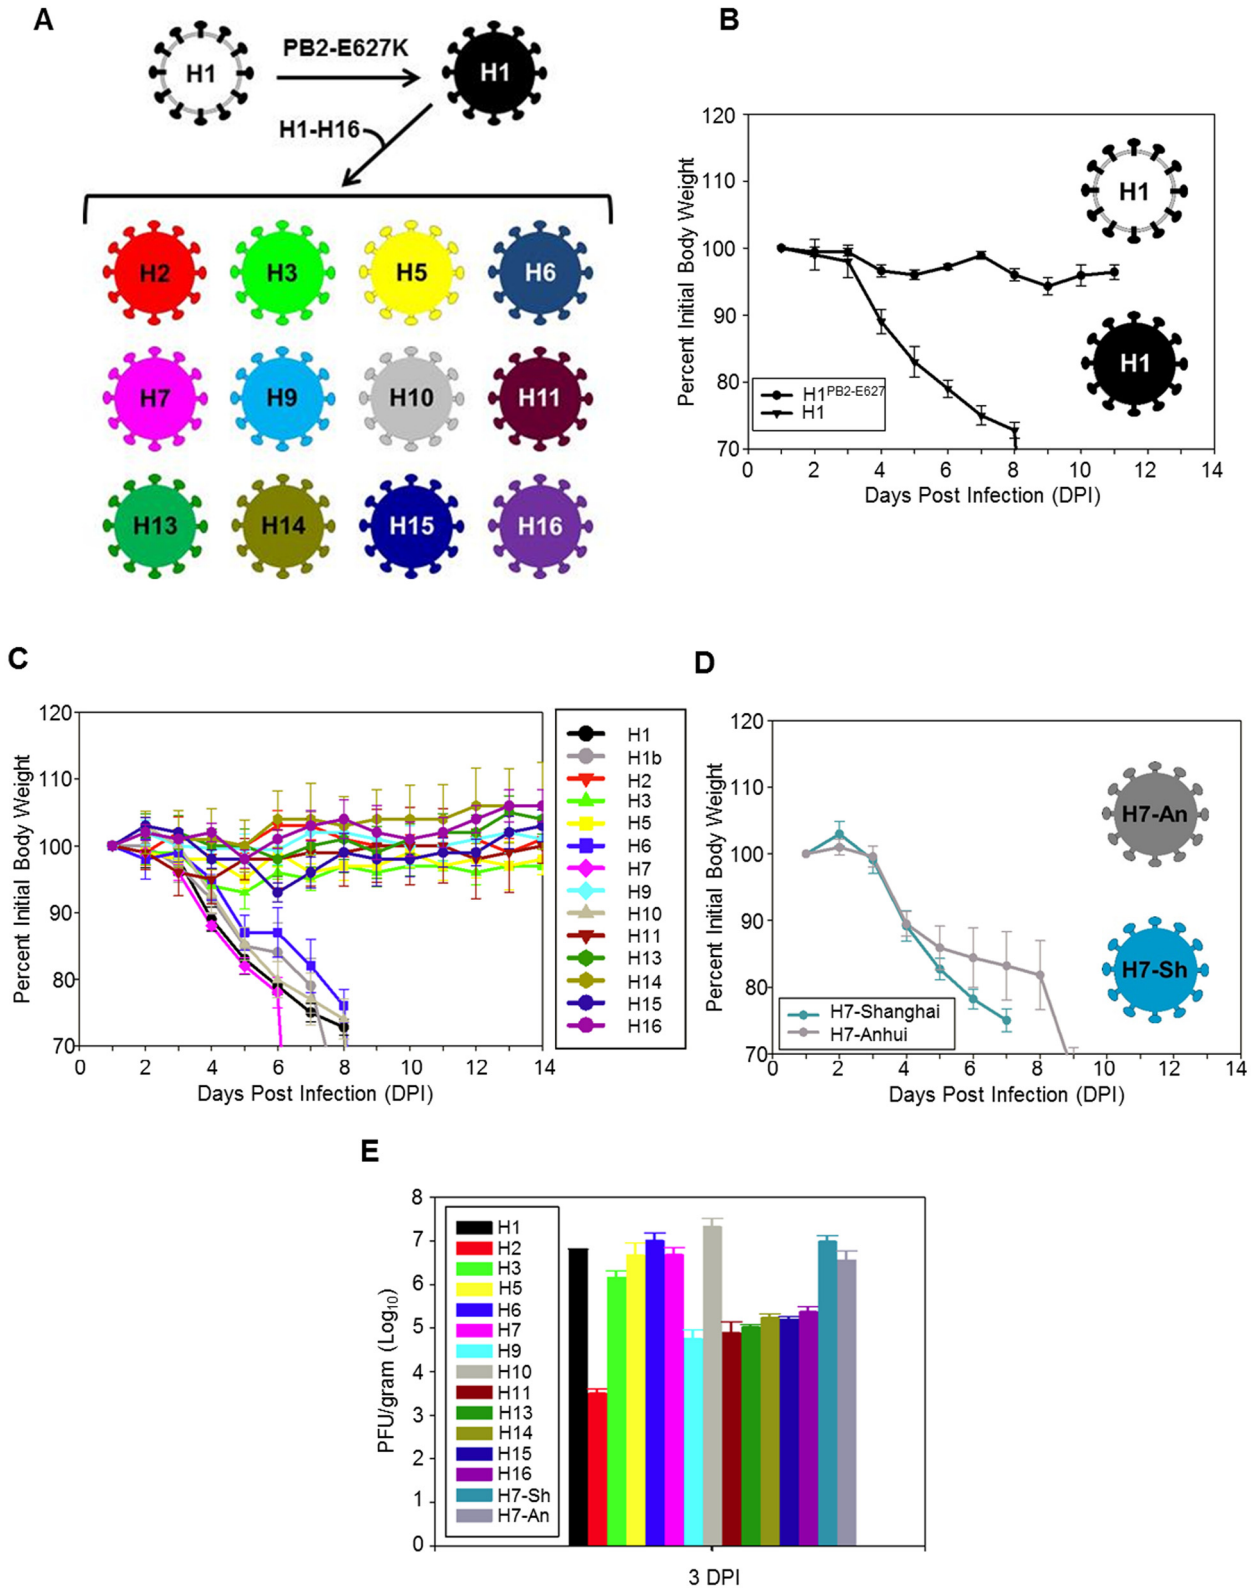 A
H1
PB2-E627K
H1
H1-H16
H2 H3 H5 H6
H7 H9 H10 H11
H13 H14 H15 H16
B
120
110
100
90
80
70
Percent Initial Body Weight
H1
H1
H1PB2-E627
H1
0 2 4 6 8 10 12 14
Days Post Infection (DPI)
C
120
110
100
90
80
70
Percent Initial Body Weight
0 2 4 6 8 10 12 14
Days Post Infection (DPI)
H1
H1b
H2
H3
H5
H6
H7
H9
H10
H11
H13
H14
H15
H16
D
120
110
100
90
80
70
Percent Initial Body Weight
H7-An
H7-Sh
H7-Shanghai
H7-Anhui
0 2 4 6 8 10 12 14
Days Post Infection (DPI)
E
8
7
6
5
4
3
2
1
0
PFU/gram (Log10)
H1
H2
H3
H5
H6
H7
H9
H10
H11
H13
H14
H15
H16
H7-Sh
H7-An
3 DPI